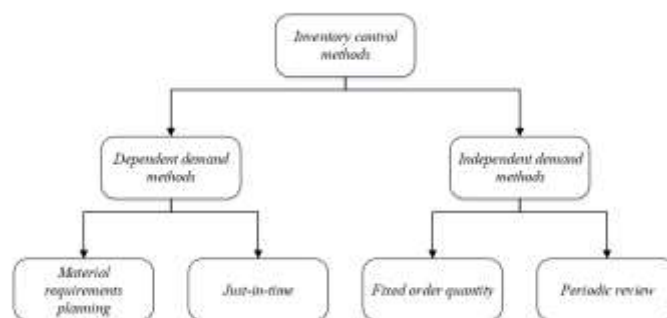 Inventory control
methods
Dependent demand
methods
Independent demand
methods
Material
requirements
planning
Just-in-time
Fixed order quantity
Periodic review